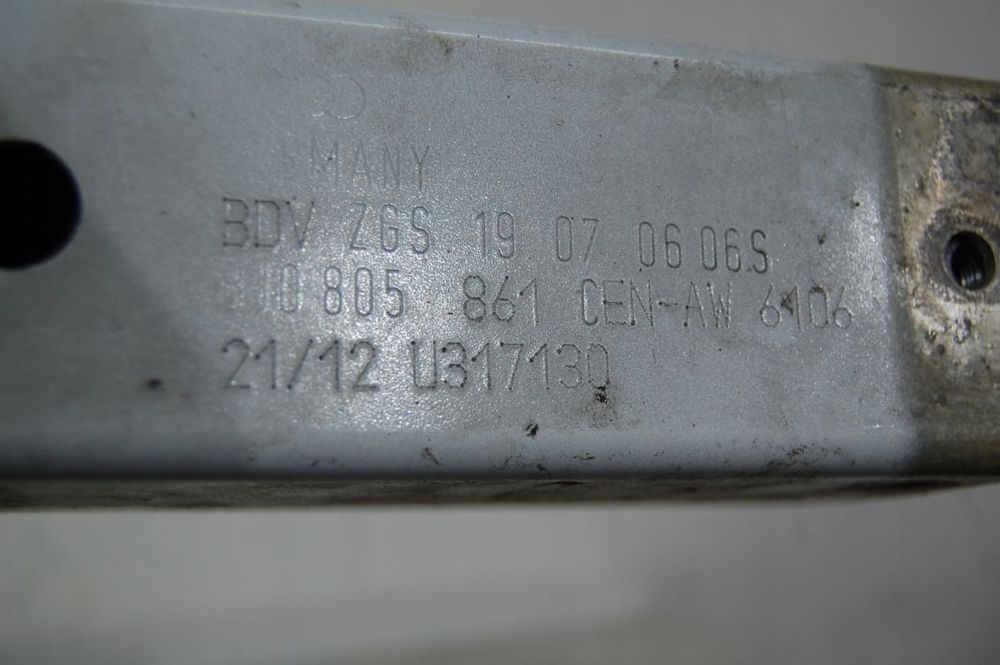 MANY
BDV ZGS 19 07 06 06S
805 861 CEN-AW 6106
21/12 U317130